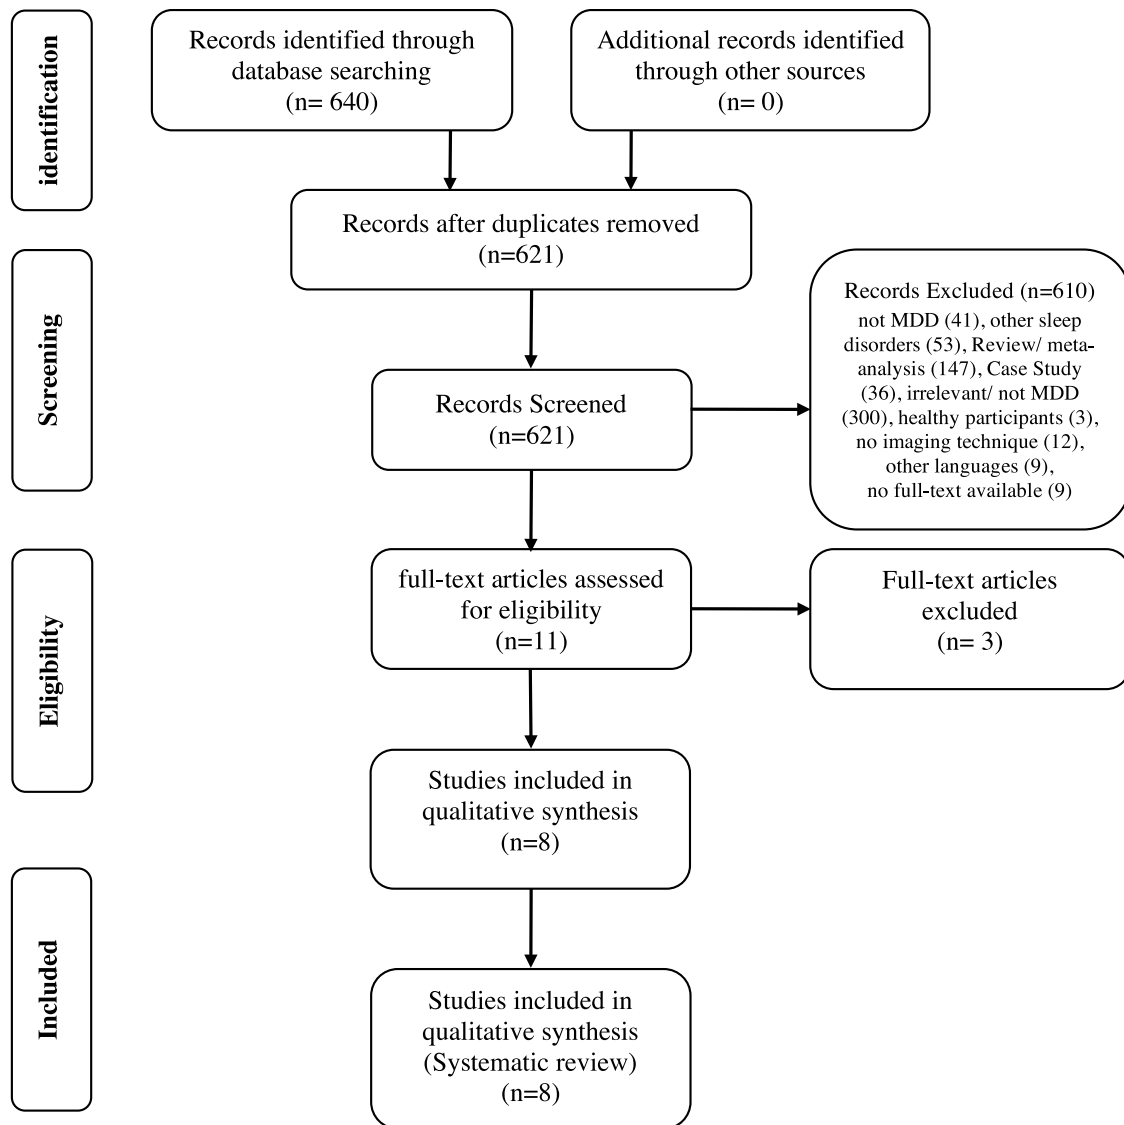 identification
Records identified through
database searching
(n= 640)
Additional records identified
through other sources
(n= 0)
Records after duplicates removed
(n=621)
Screening
Records Screened
(n=621)
Records Excluded (n=610)
not MDD (41), other sleep
disorders (53), Review/ meta-
analysis (147), Case Study
(36), irrelevant/ not MDD
(300), healthy participants (3),
no imaging technique (12),
other languages (9),
no full-text available (9)
Eligibility
full-text articles assessed
for eligibility
(n=11)
Full-text articles
excluded
(n= 3)
Studies included in
qualitative synthesis
(n=8)
Included
Studies included in
qualitative synthesis
(Systematic review)
(n=8)